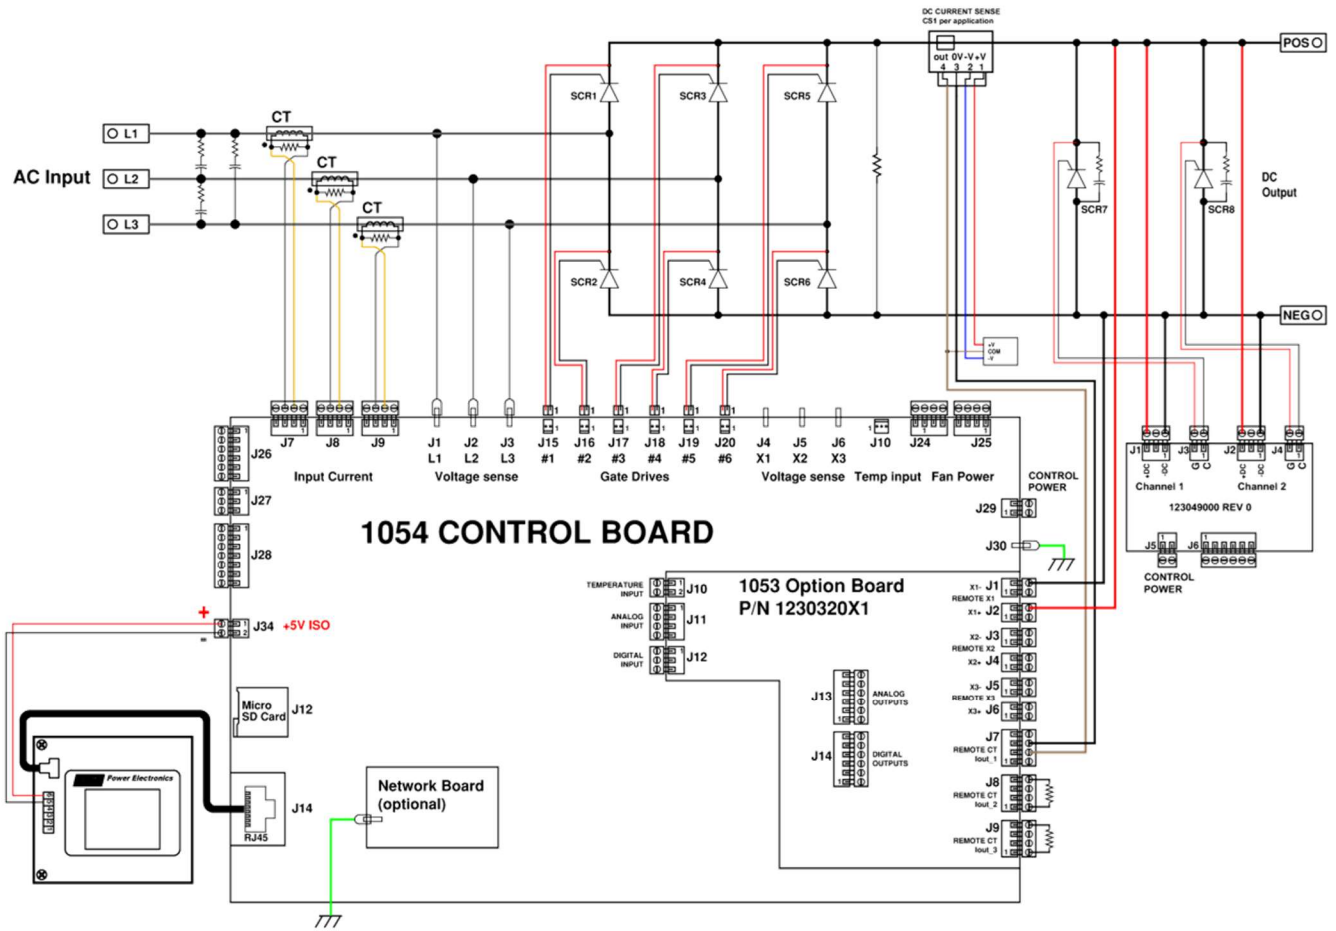 DC CURRENT SENSE
CS1 per application
out 0V -V +V
4 3 2 1
POS
SCR1
SCR3
SCR5
CT
L1
CT
AC Input
L2
CT
L3
DC
Output
SCR7
SCR8
SCR2
SCR4
SCR6
NEG
+V
COM
-V
J7
J8
J9
Input Current
J1
L1
J2
L2
J3
L3
Voltage sense
J15
#1
J16
#2
J17
#3
J18
#4
J19
#5
J20
#6
Gate Drives
J4
X1
J5
X2
J6
X3
Voltage sense
J10
Temp input
J24
J25
Fan Power
J26
J27
J28
1054 CONTROL BOARD
CONTROL
POWER
J29
J30
J1
+DC
-DC
J3
G
C
J2
+DC
-DC
J4
G
C
Channel 1
Channel 2
123049000 REV 0
J5
J6
CONTROL
POWER
+
-
J34
+5V ISO
1053 Option Board
P/N 1230320X1
TEMPERATURE
INPUT
J10
ANALOG
INPUT
J11
DIGITAL
INPUT
J12
X1-
J1
REMOTE X1
X1+
J2
X2-
J3
REMOTE X2
X2+
J4
X3-
J5
REMOTE X3
X3+
J6
J7
REMOTE CT
Iout_1
J8
REMOTE CT
Iout_2
J9
REMOTE CT
Iout_3
J13
ANALOG
OUTPUTS
J14
DIGITAL
OUTPUTS
Micro
SD Card
J12
J14
RJ45
Network Board
(optional)
Power Electronics